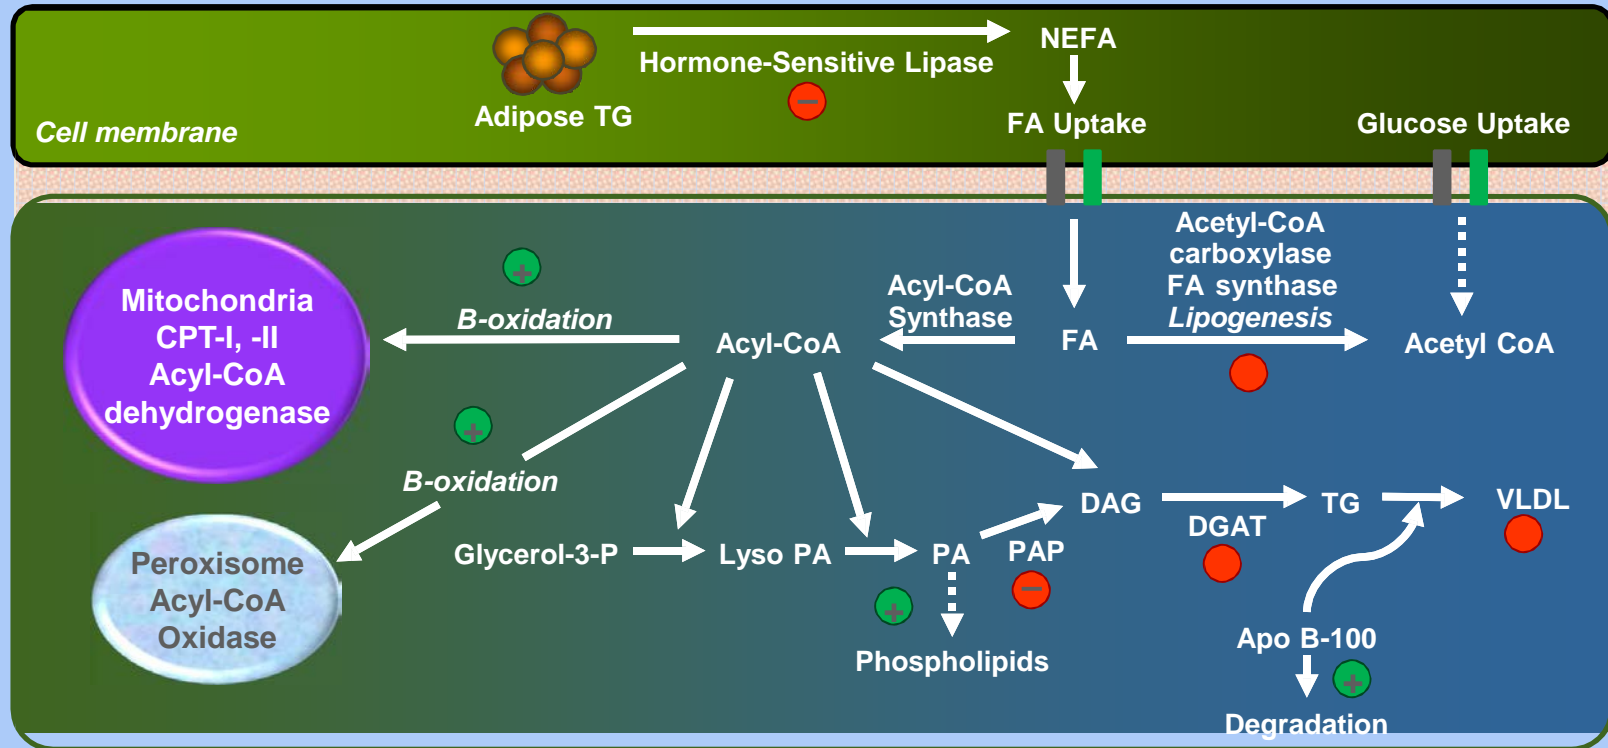 NEFA
Hormone-Sensitive Lipase
−
Adipose TG
Cell membrane
FA Uptake
Glucose Uptake
Acetyl-CoA
carboxylase
FA synthase
Lipogenesis
Acyl-CoA
Synthase
+
B-oxidation
Mitochondria
CPT-I, -II
Acyl-CoA
dehydrogenase
Acyl-CoA
FA
Acetyl CoA
+
B-oxidation
DAG
TG
VLDL
DGAT
Glycerol-3-P
Lyso PA
PA
PAP
−
Peroxisome
Acyl-CoA
Oxidase
+
Phospholipids
Apo B-100
+
Degradation